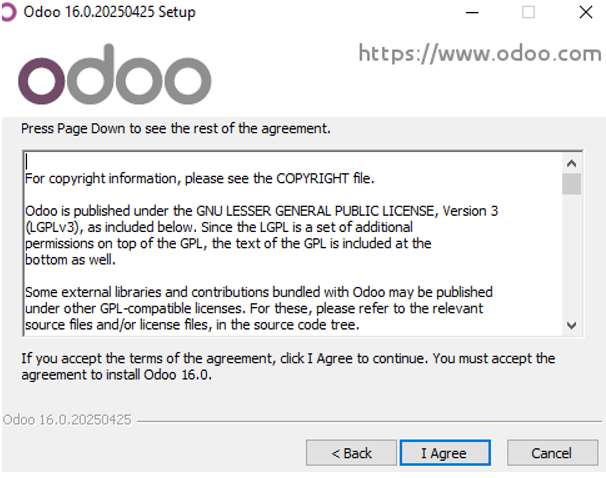 Odoo 16.0.20250425 Setup
odoo
https://www.odoo.com
Press Page Down to see the rest of the agreement.
For copyright information, please see the COPYRIGHT file.
Odoo is published under the GNU LESSER GENERAL PUBLIC LICENSE, Version 3
(LGPLv3), as included below. Since the LGPL is a set of additional
permissions on top of the GPL, the text of the GPL is included at the
bottom as well.
Some external libraries and contributions bundled with Odoo may be published
under other GPL-compatible licenses. For these, please refer to the relevant
source files and/or license files, in the source code tree.
If you accept the terms of the agreement, click I Agree to continue. You must accept the
agreement to install Odoo 16.0.
Odoo 16.0.20250425
< Back
I Agree
Cancel